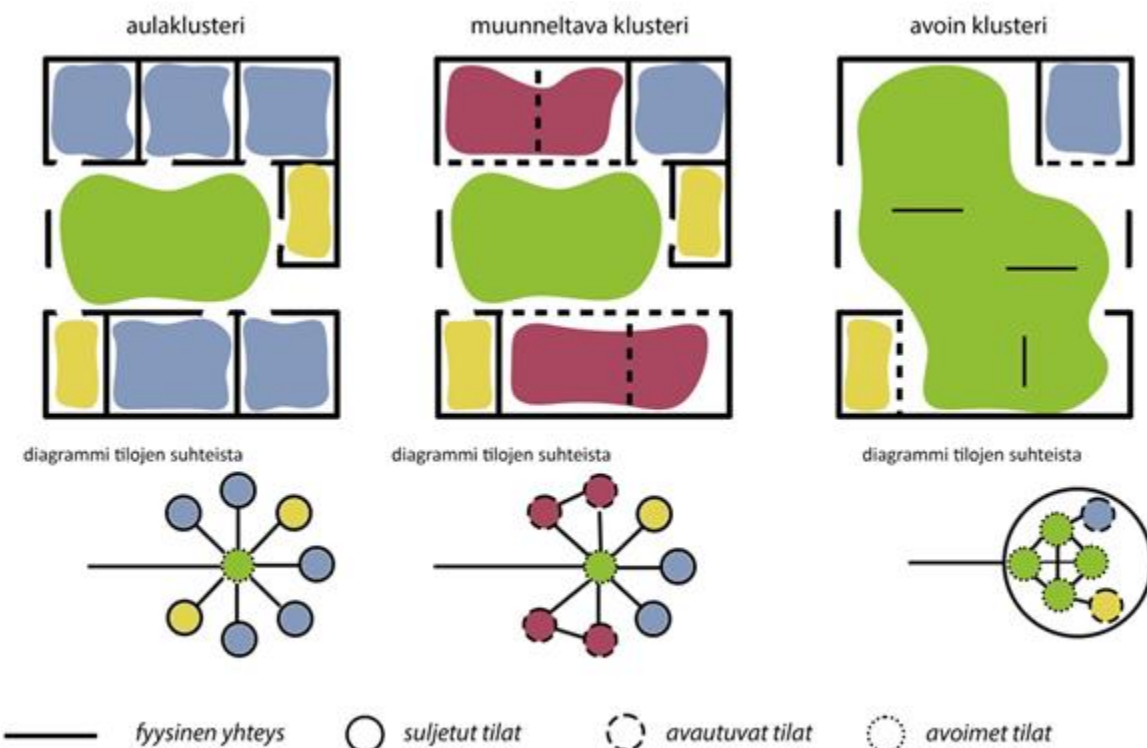 aulaklusteri
muunneltava klusteri
avoin klusteri
diagrammi tilojen suhteista
diagrammi tilojen suhteista
diagrammi tilojen suhteista
fyysinen yhteys
suljetut tilat
avautuvat tilat
avoimet tilat